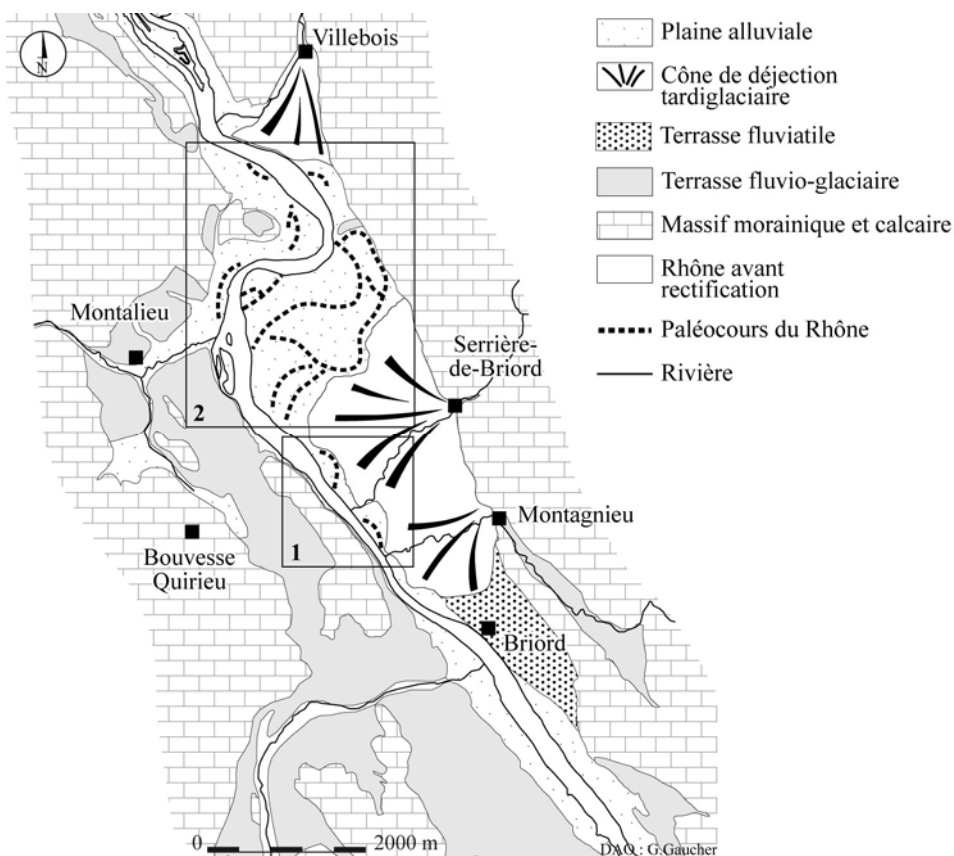 N
Villebois
Montalieu
Serrière-
de-Briord
2
1
Bouvesse
Quirieu
Montagnieu
Briord
0
2000 m
DAO : G.Gaucher
Plaine alluviale
Cône de déjection
tardiglaciaire
Terrasse fluviatile
Terrasse fluvio-glaciaire
Massif morainique et calcaire
Rhône avant
rectification
Paléocours du Rhône
Rivière